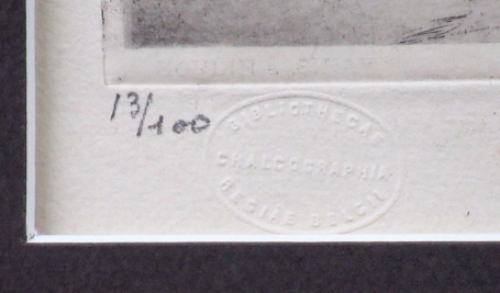 13/100
BIBLIOTHECAE
CHALCOGRAPHIA
REGIAE BELGII